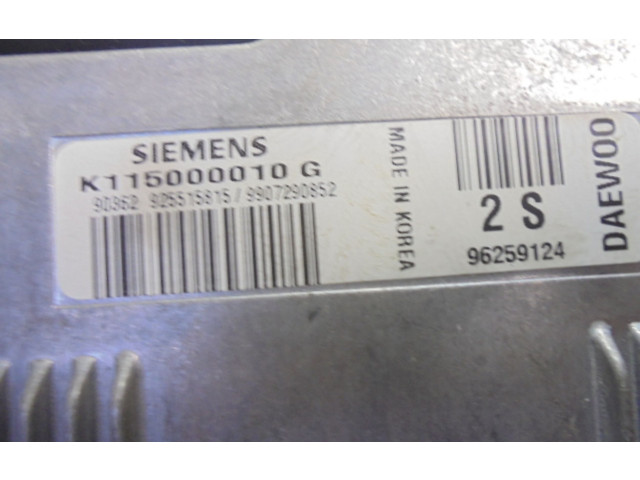 SIEMENS
K115000010 G
90362 925515815 / 9907290852
MADE IN KOREA
2 S
96259124
DAEWOO